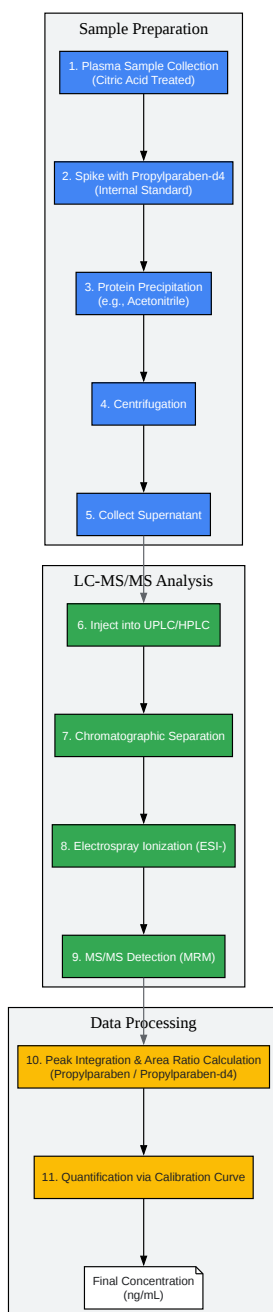 Sample Preparation
1. Plasma Sample Collection
(Citric Acid Treated)
2. Spike with Propylparaben-d4
(Internal Standard)
3. Protein Precipitation
(e.g., Acetonitrile)
4. Centrifugation
5. Collect Supernatant
LC-MS/MS Analysis
6. Inject into UPLC/HPLC
7. Chromatographic Separation
8. Electrospray Ionization (ESI-)
9. MS/MS Detection (MRM)
Data Processing
10. Peak Integration & Area Ratio Calculation
(Propylparaben / Propylparaben-d4)
11. Quantification via Calibration Curve
Final Concentration
(ng/mL)